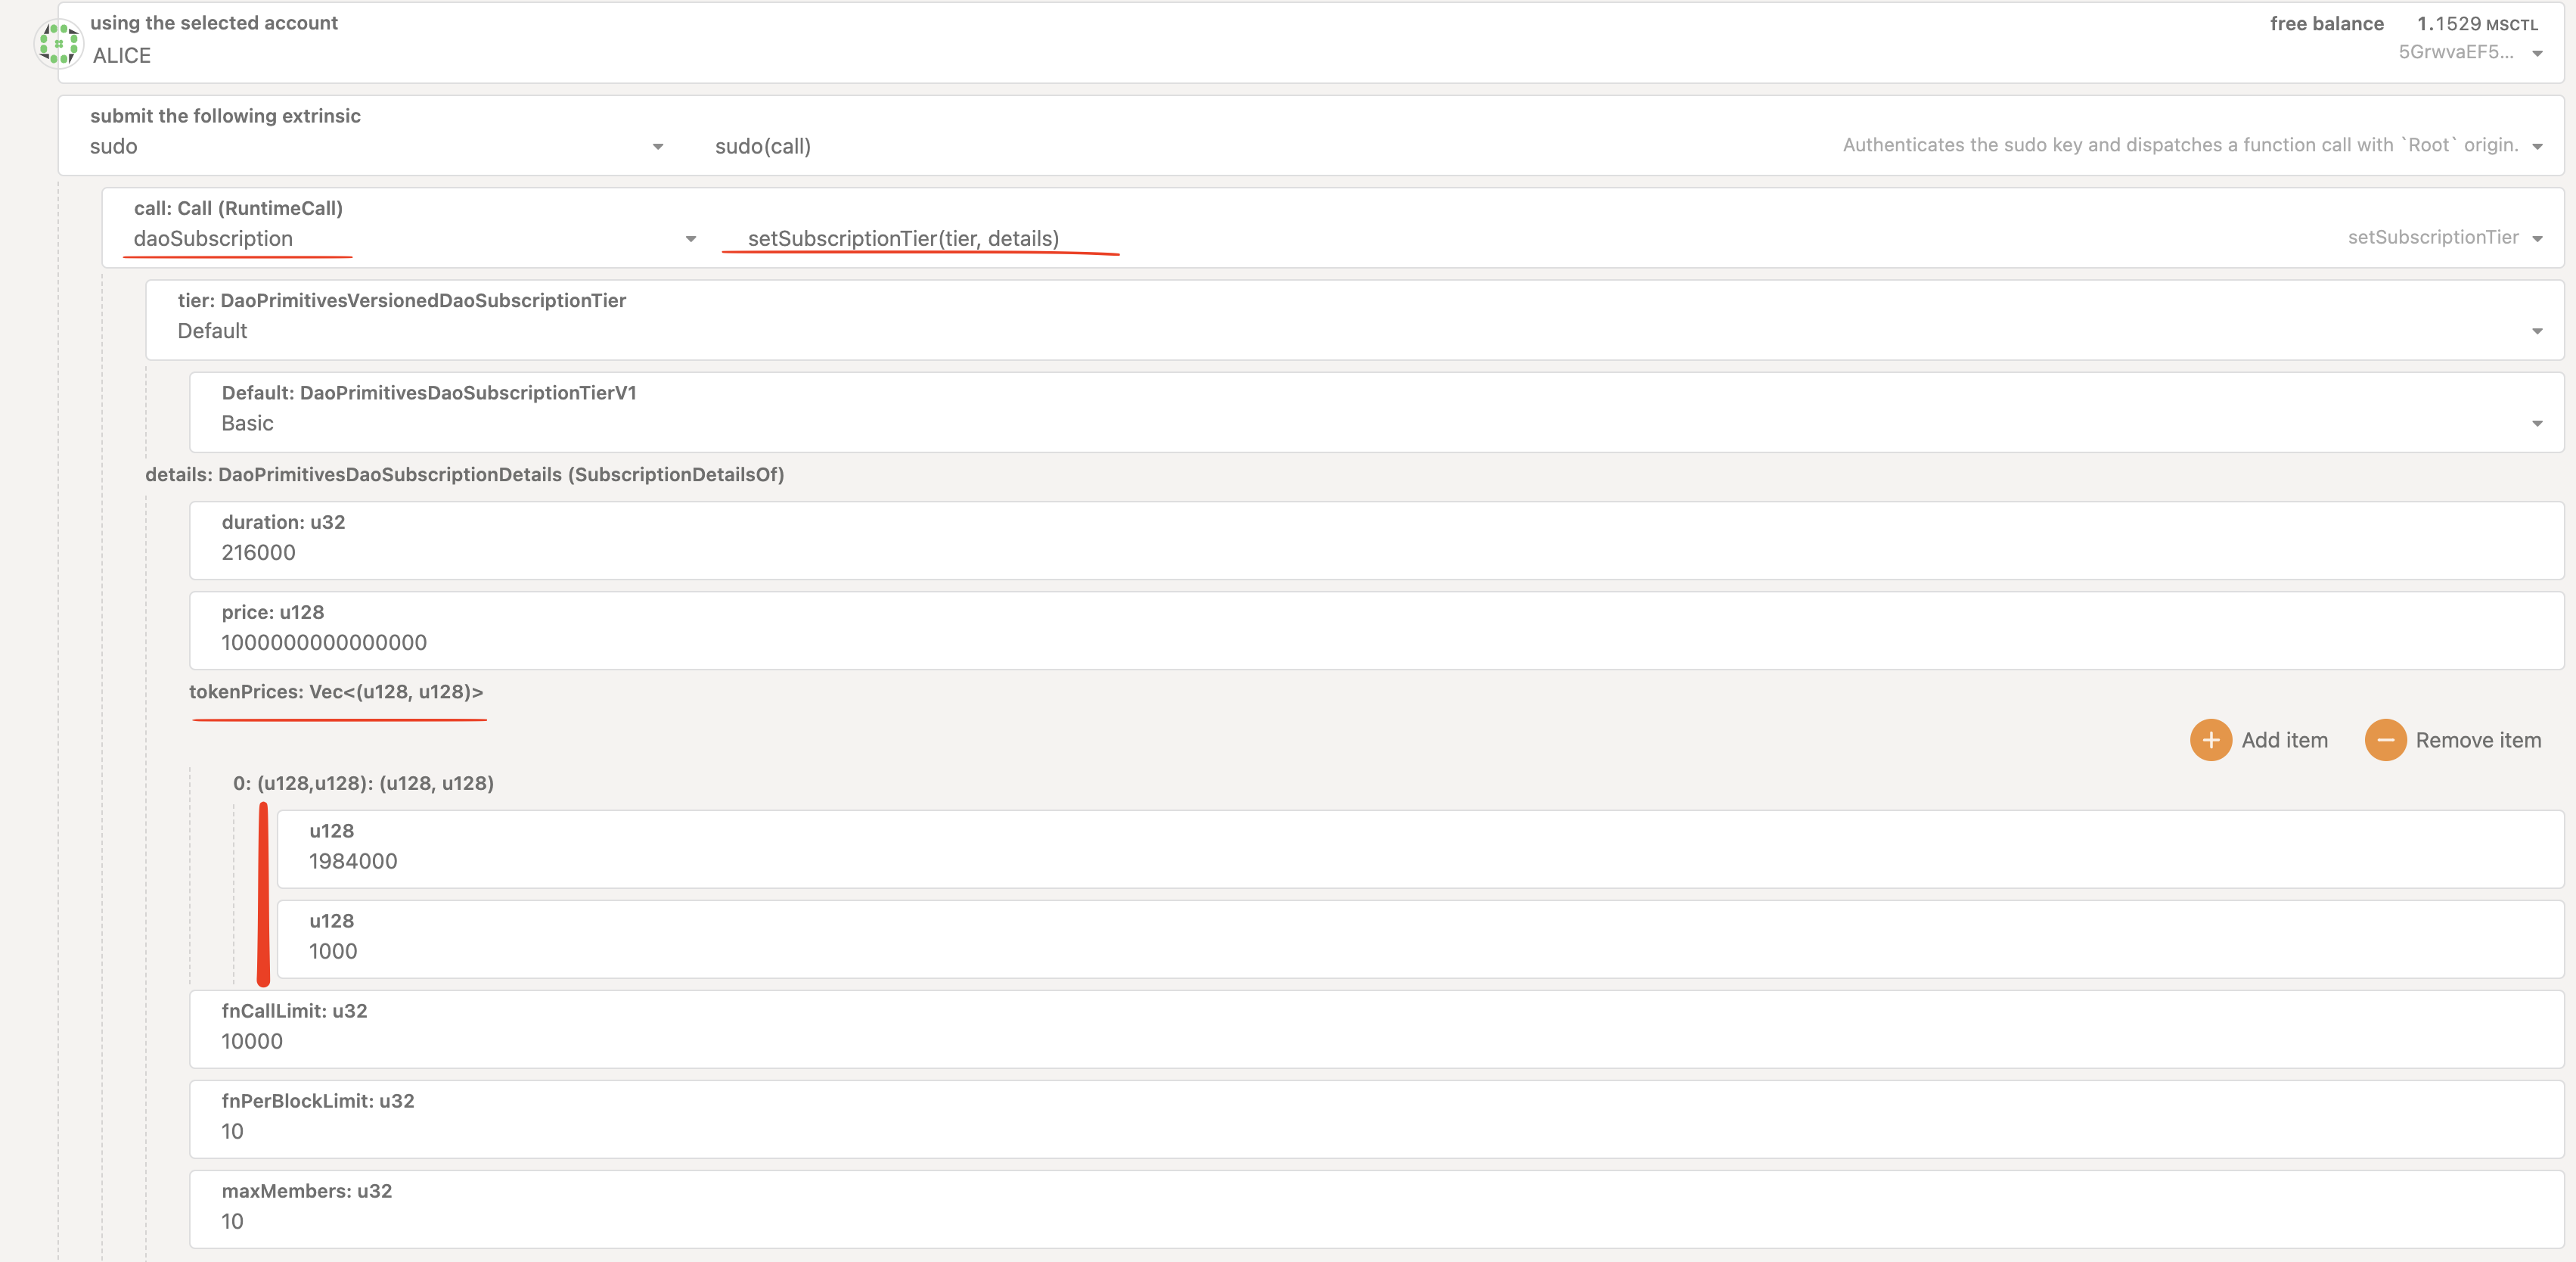 using the selected account
ALICE
free balance 1.1529 MSCTL
5GrwvaEF5...
submit the following extrinsic
sudo
sudo(call)
Authenticates the sudo key and dispatches a function call with `Root` origin.
call: Call (RuntimeCall)
daoSubscription
setSubscriptionTier(tier, details)
setSubscriptionTier
tier: DaoPrimitivesVersionedDaoSubscriptionTier
Default
Default: DaoPrimitivesDaoSubscriptionTierV1
Basic
details: DaoPrimitivesDaoSubscriptionDetails (SubscriptionDetailsOf)
duration: u32
216000
price: u128
1000000000000000
tokenPrices: Vec<(u128, u128)>
Add item
Remove item
0: (u128,u128): (u128, u128)
u128
1984000
u128
1000
fnCallLimit: u32
10000
fnPerBlockLimit: u32
10
maxMembers: u32
10